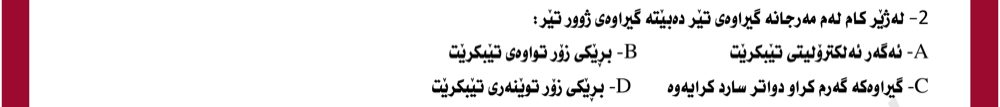 2- لەژێر کام لەم مەرجانە گیراوەی تێر دەبێتە گیراوەی ژوور تێر :
A- ئەگەر ئەلکترۆلیتی تێبکرێت B- بڕێکی زۆر تواوەی تێبکرێت
C- گیراوەکە گەرم کراو دواتر سارد کرایەوە D- بڕێکی زۆر توێنەری تێبکرێت